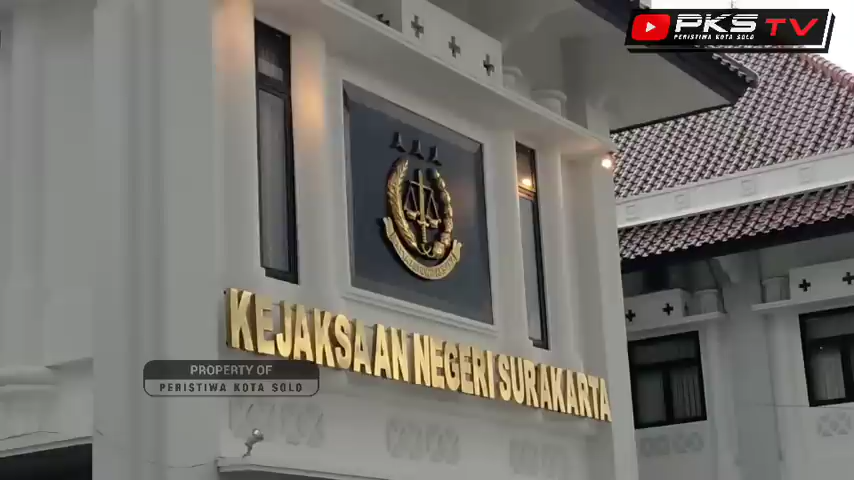 PKS TV
PERISTIWA KOTA SOLO
KEJAKSAAN NEGERI SURAKARTA
PROPERTY OF
PERISTIWA KOTA SOLO